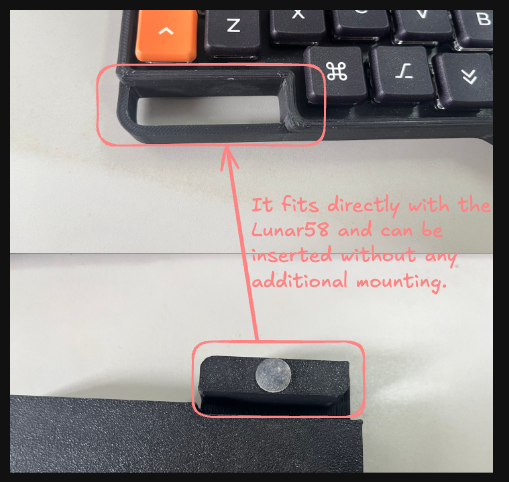 X
C
V
B
^
Z
⌘
⌥
It fits directly with the
Lunar58 and can be
inserted without any
additional mounting.